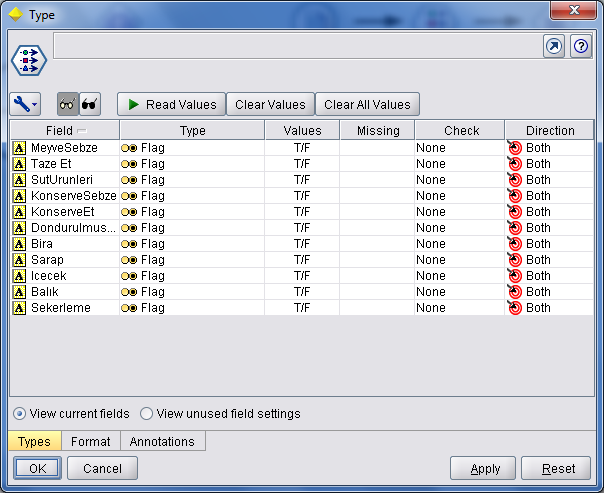 Type
Read Values Clear Values Clear All Values
Field Type Values Missing Check Direction
A MeyveSebze Flag T/F None Both
A Taze Et Flag T/F None Both
A SutUrunleri Flag T/F None Both
A KonserveSebze Flag T/F None Both
A KonserveEt Flag T/F None Both
A Dondurulmus... Flag T/F None Both
A Bira Flag T/F None Both
A Sarap Flag T/F None Both
A Icecek Flag T/F None Both
A Balık Flag T/F None Both
A Sekerleme Flag T/F None Both
View current fields View unused field settings
Types Format Annotations
OK Cancel Apply Reset